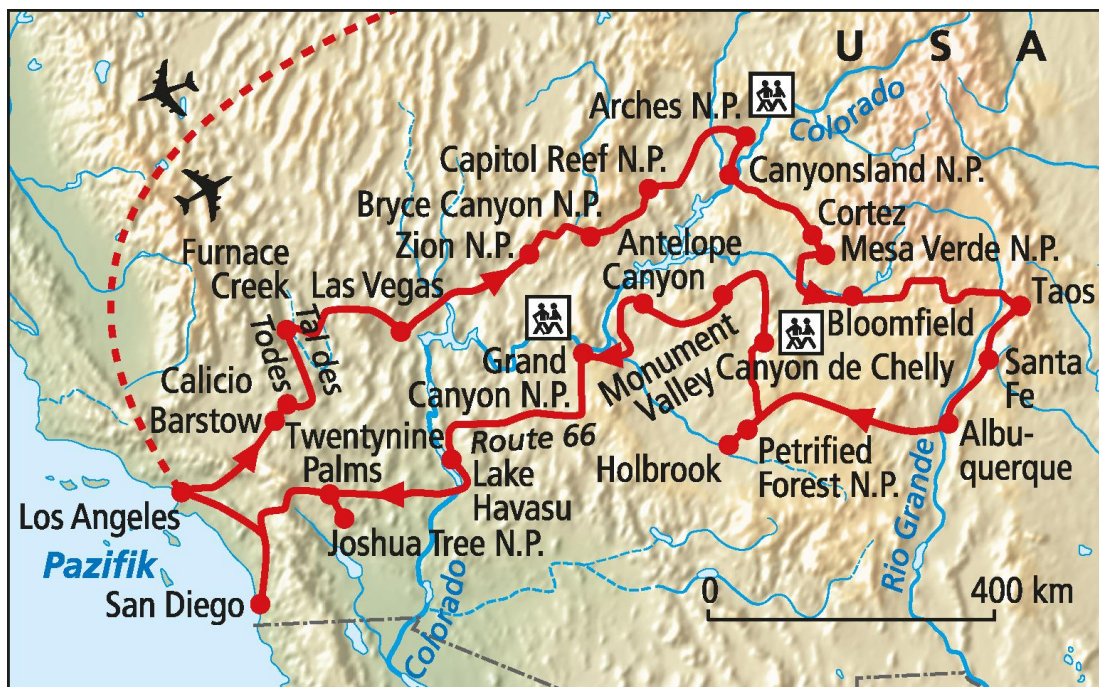 U S A
Arches N.P.
Colorado
Capitol Reef N.P.
Canyonsland N.P.
Bryce Canyon N.P.
Cortez
Zion N.P.
Antelope
Canyon
Mesa Verde N.P.
Furnace
Creek
Las Vegas
Taos
Tal des
Todes
Bloomfield
Grand
Canyon N.P.
Monument
Valley
Canyon de Chelly
Santa
Fe
Calicio
Barstow
Twentynine
Palms
Route 66
Lake
Havasu
Holbrook
Petrified
Forest N.P.
Albu-
querque
Los Angeles
Joshua Tree N.P.
Rio Grande
Pazifik
San Diego
Colorado
0 400 km